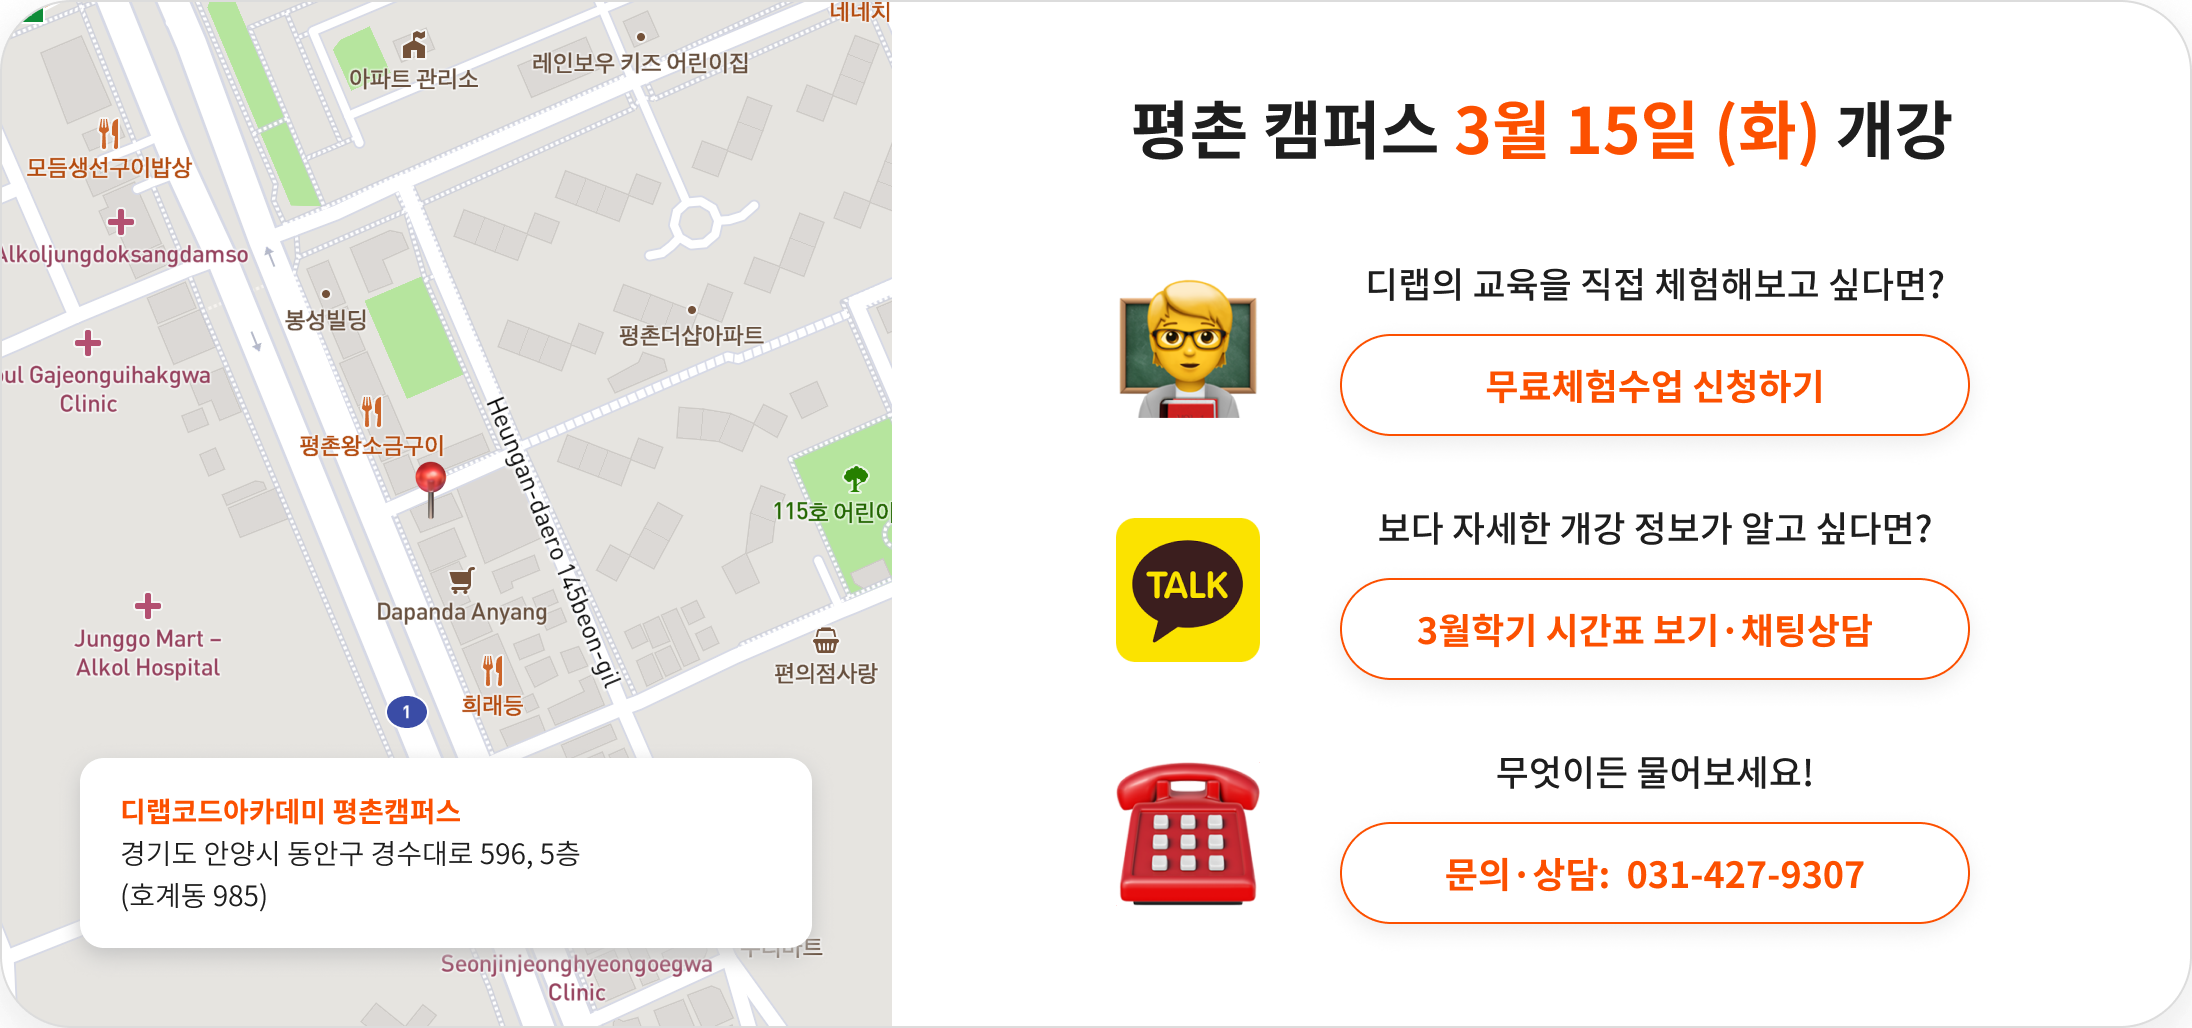 네네치
아파트 관리소
레인보우 키즈 어린이집
모듬생선구이밥상
Alkoljungdoksangdamso
봉성빌딩
평촌더샵아파트
ul Gajeonguihakgwa
Clinic
평촌왕소금구이
Heungan-daero 145beon-gil
115호 어린이
Dapanda Anyang
Junggo Mart –
Alkol Hospital
편의점사랑
희래등
1
디랩코드아카데미 평촌캠퍼스
경기도 안양시 동안구 경수대로 596, 5층
(호계동 985)
Seonjinjeonghyeongoegwa
Clinic
평촌 캠퍼스 3월 15일 (화) 개강
디랩의 교육을 직접 체험해보고 싶다면?
무료체험수업 신청하기
보다 자세한 개강 정보가 알고 싶다면?
TALK
3월학기 시간표 보기·채팅상담
무엇이든 물어보세요!
문의·상담: 031-427-9307